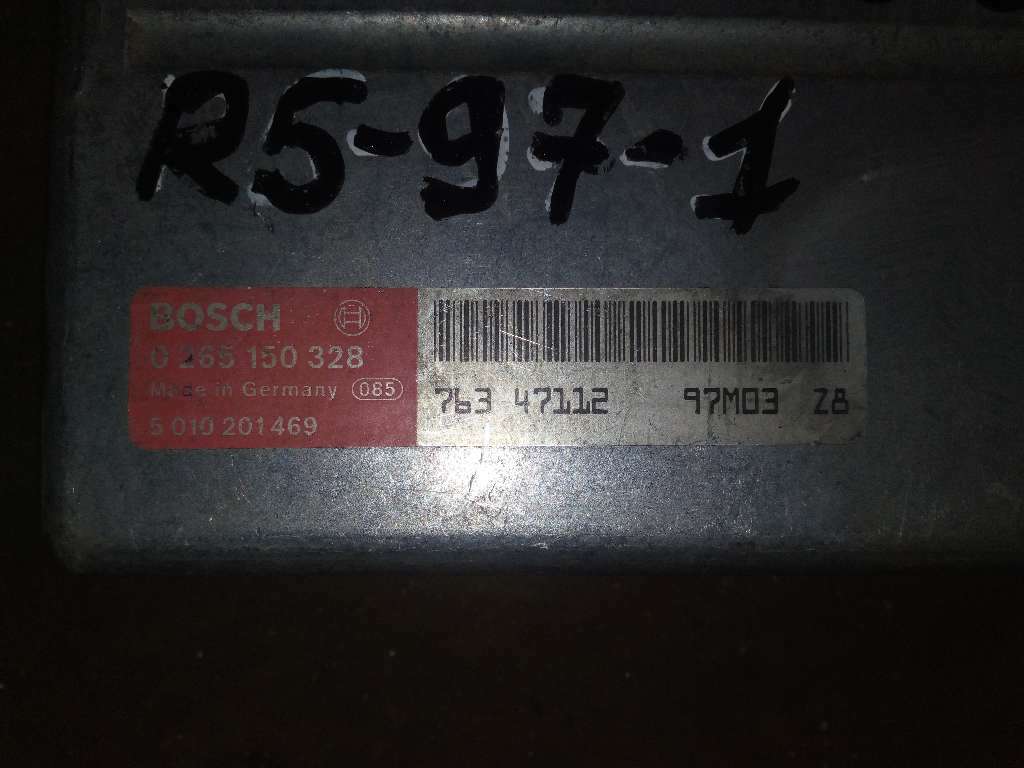 R5-97-1
BOSCH
0 265 150 328
Made in Germany 085
5 010 201 469
763 47112 97M03 Z8